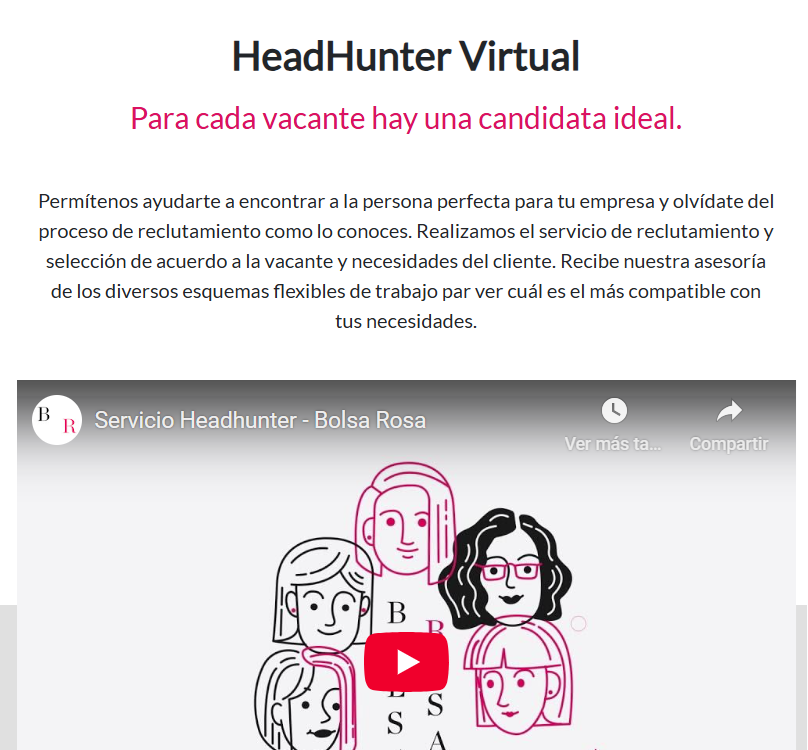 HeadHunter Virtual
Para cada vacante hay una candidata ideal.
Permítenos ayudarte a encontrar a la persona perfecta para tu empresa y olvídate del
proceso de reclutamiento como lo conoces. Realizamos el servicio de reclutamiento y
selección de acuerdo a la vacante y necesidades del cliente. Recibe nuestra asesoría
de los diversos esquemas flexibles de trabajo par ver cuál es el más compatible con
tus necesidades.
B R
Servicio Headhunter - Bolsa Rosa
Ver más ta...
Compartir
B
R
L
S
S
A